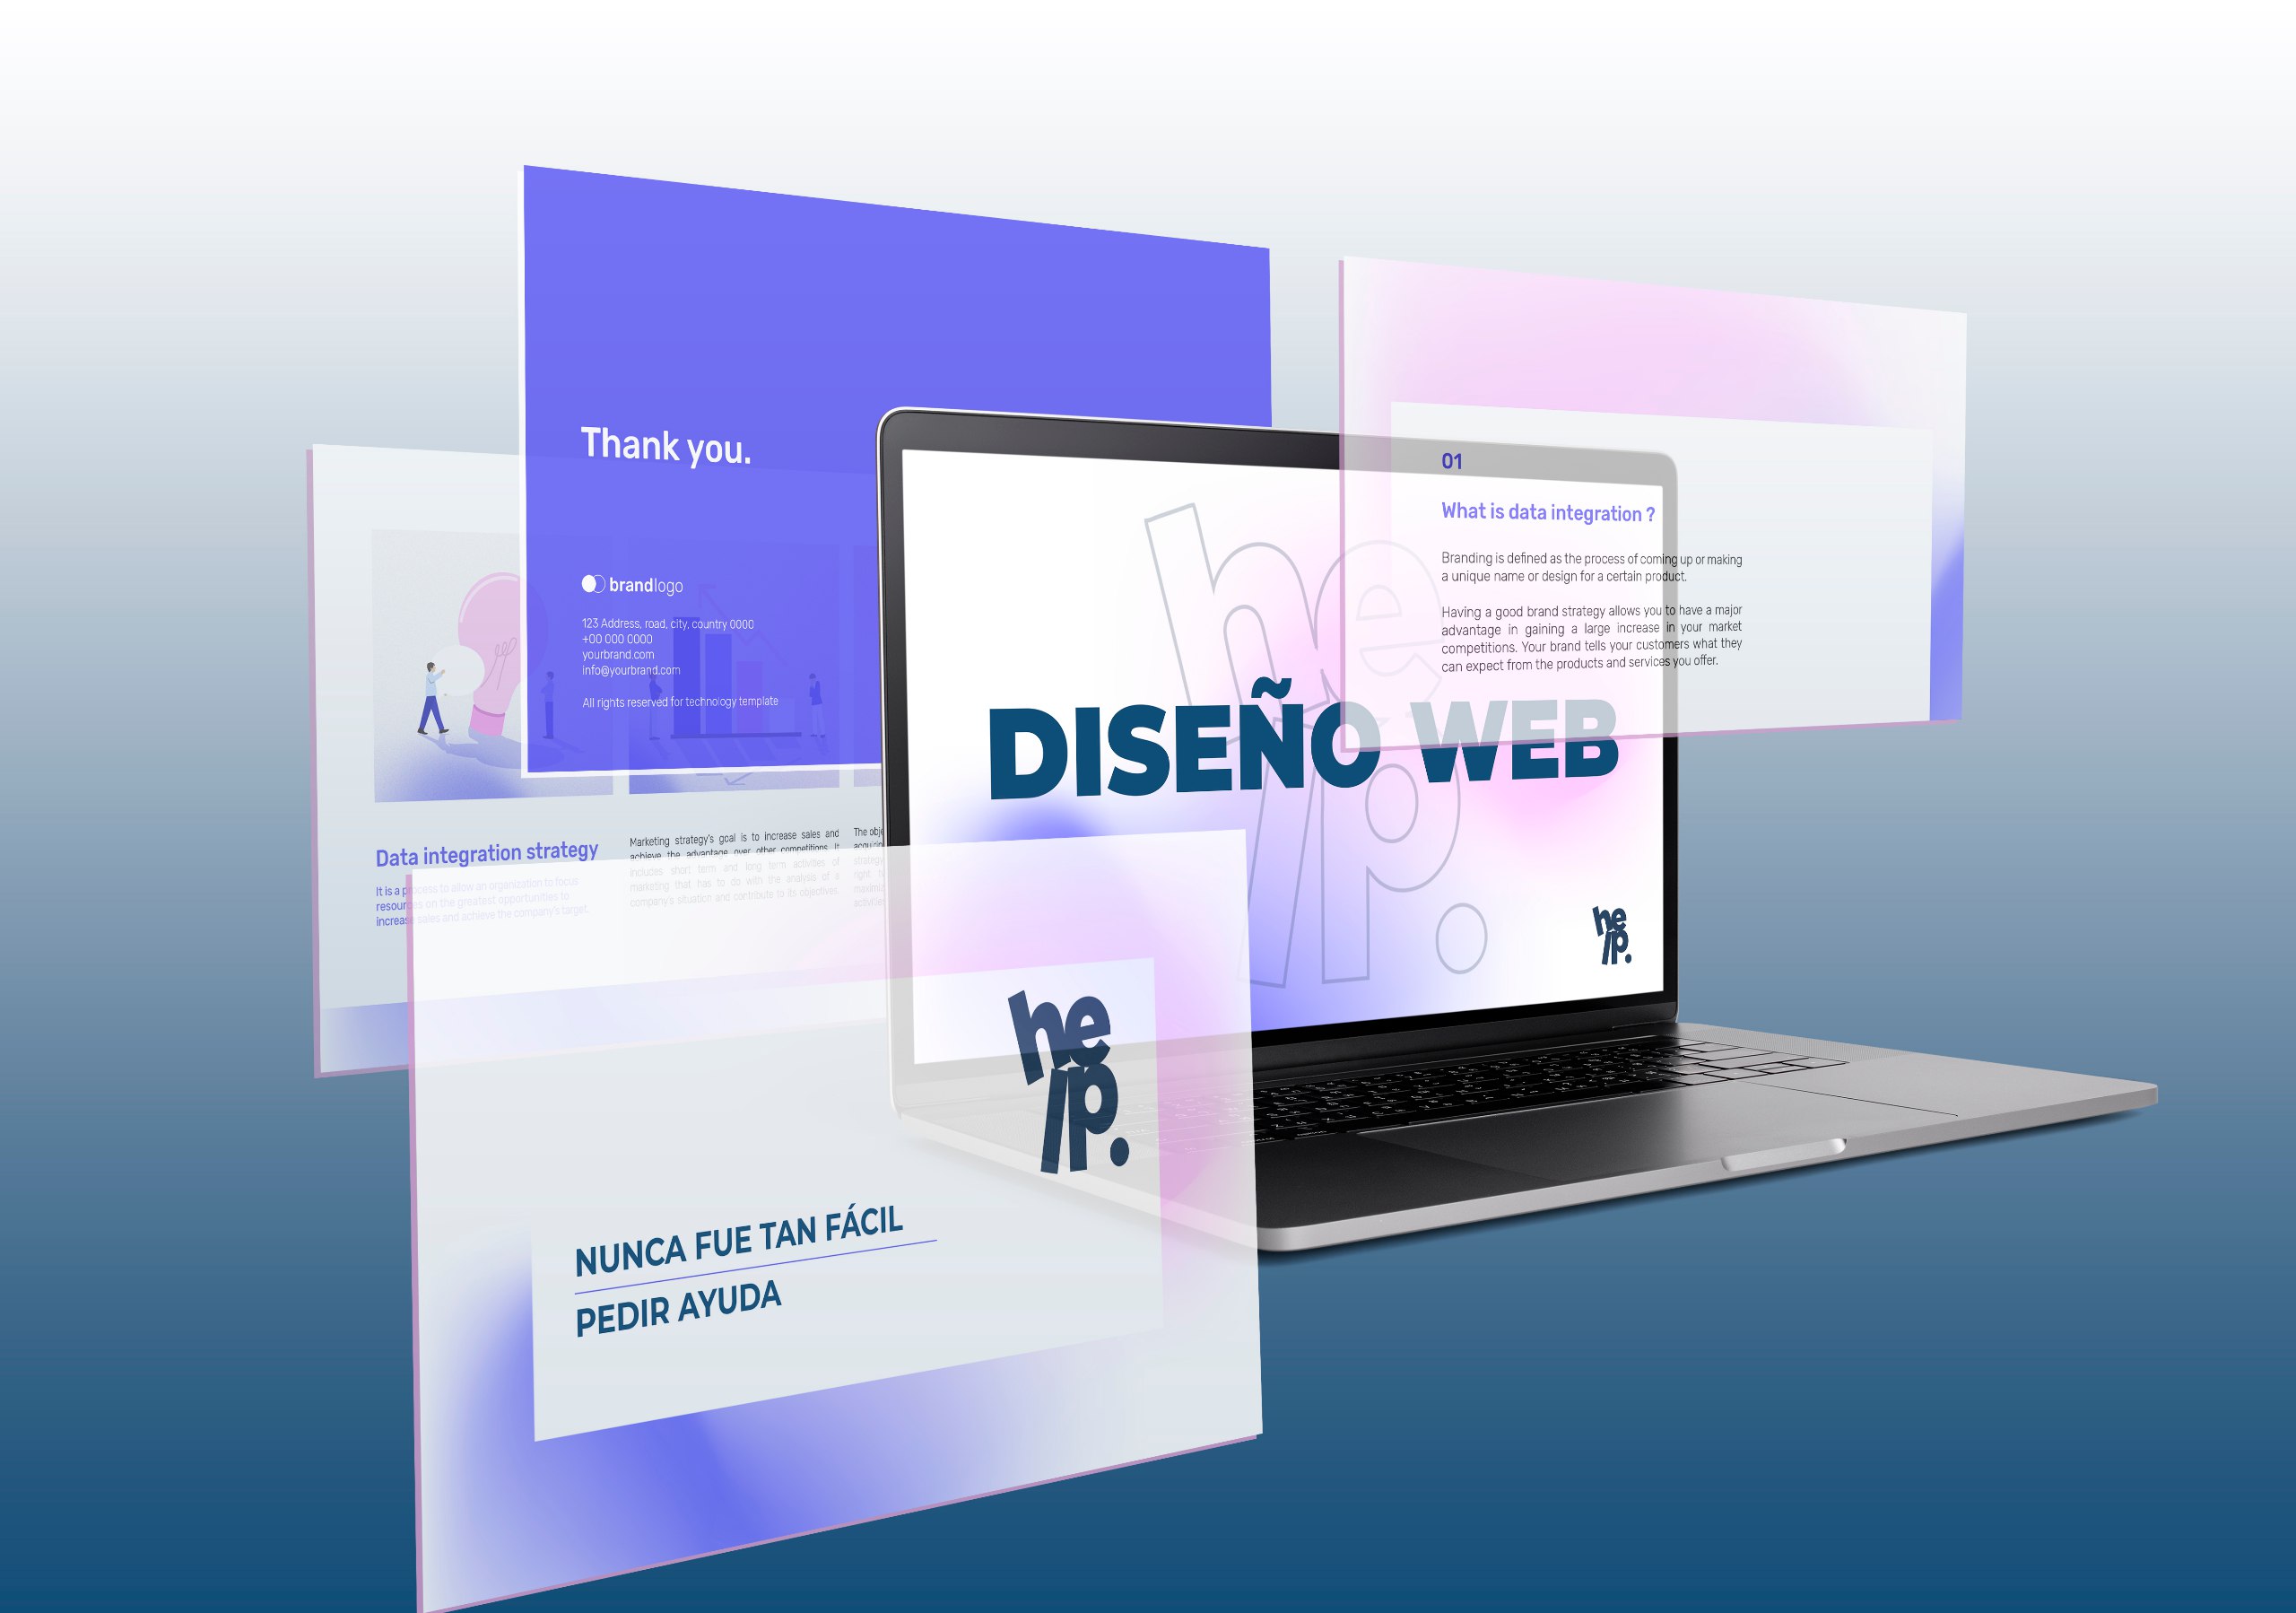 Thank you.
brandlogo
123 Address, road, city, country 0000
+00 000 0000
yourbrand.com
info@yourbrand.com
All rights reserved for technology template
01
What is data integration ?
Branding is defined as the process of coming up or making
a unique name or design for a certain product.
Having a good brand strategy allows you to have a major
advantage in gaining a large increase in your market
competitions. Your brand tells your customers what they
can expect from the products and services you offer.
he
lp.
DISEÑO WEB
he
lp.
Data integration strategy
It is a process to allow an organization to focus
resources on the greatest opportunities to
increase sales and achieve the company's target.
Marketing strategy's goal is to increase sales and
achieve the advantage over other competitions. It
includes short term and long term activities of
marketing that has to do with the analysis of a
company's situation and contribute to its objectives.
The
strategy
right
he
lp.
NUNCA FUE TAN FÁCIL
PEDIR AYUDA